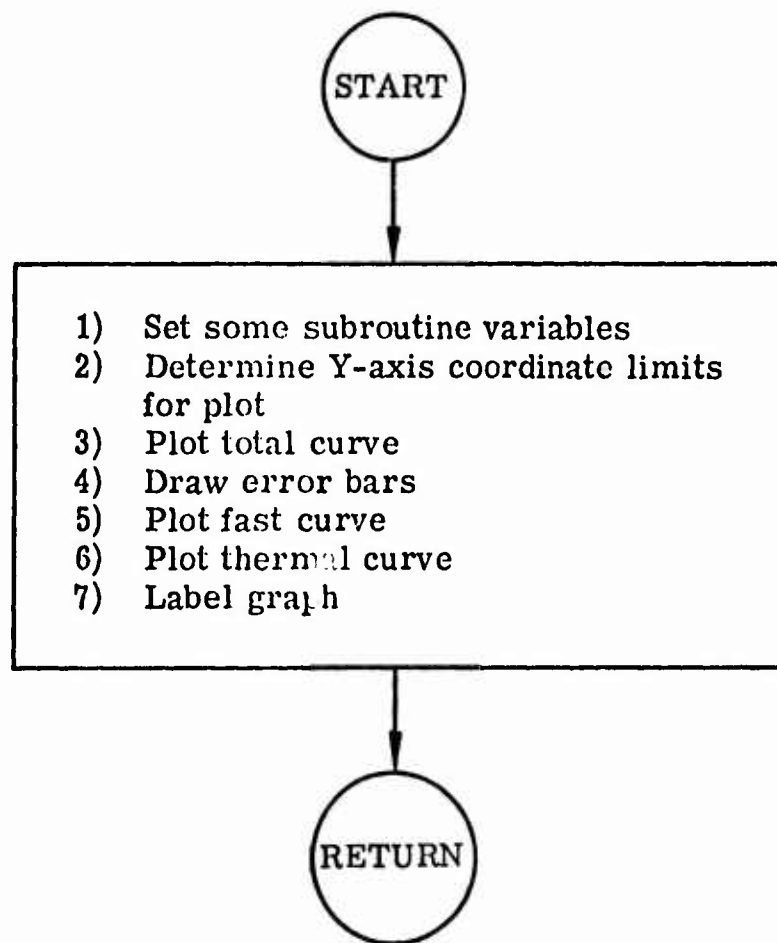 START
1) Set some subroutine variables
2) Determine Y-axis coordinate limits
for plot
3) Plot total curve
4) Draw error bars
5) Plot fast curve
6) Plot thermal curve
7) Label graph
RETURN